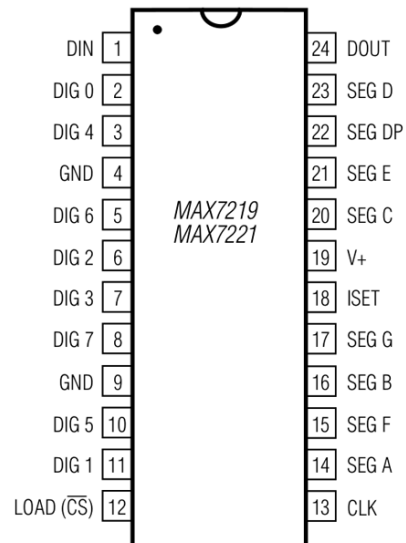 DIN 1 24 DOUT
DIG 0 2 23 SEG D
DIG 4 3 22 SEG DP
GND 4 21 SEG E
DIG 6 5 MAX7219 20 SEG C
MAX7221
DIG 2 6 19 V+
DIG 3 7 18 ISET
DIG 7 8 17 SEG G
GND 9 16 SEG B
DIG 5 10 15 SEG F
DIG 1 11 14 SEG A
LOAD (C̅S̅) 12 13 CLK